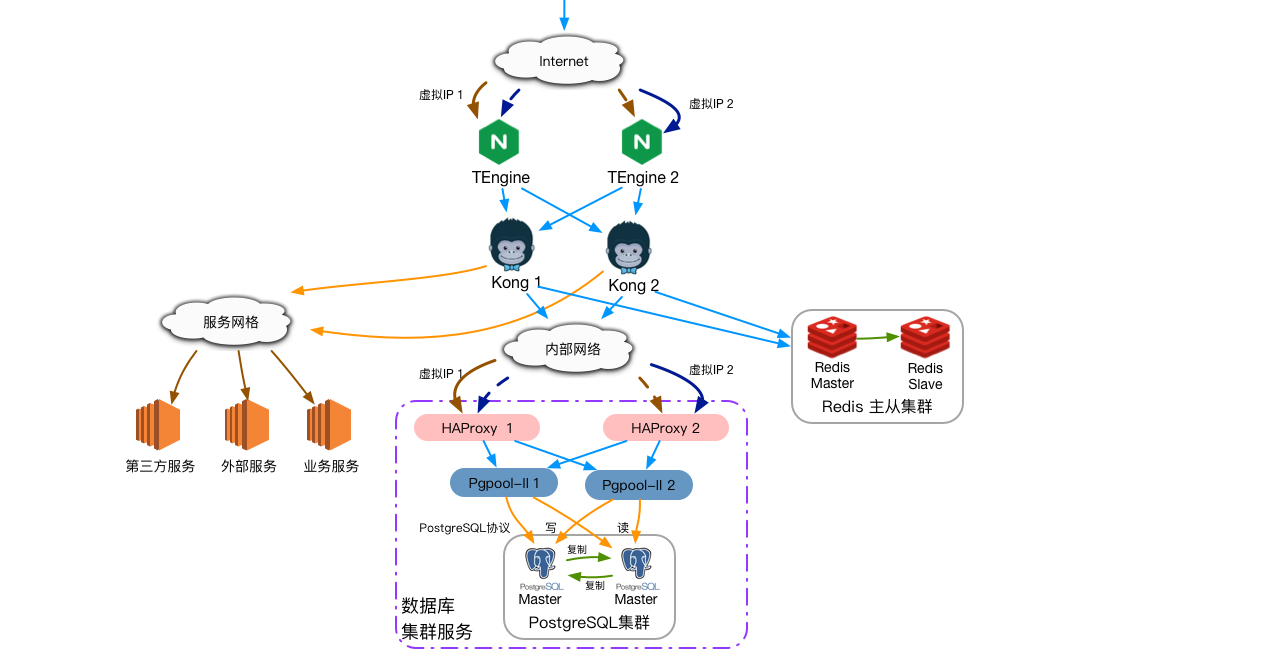 Internet
虚拟IP 1
虚拟IP 2
N
N
TEngine
TEngine 2
Kong 1
Kong 2
服务网格
内部网络
虚拟IP 1
虚拟IP 2
Redis
Master
Redis
Slave
Redis 主从集群
HAProxy 1
HAProxy 2
第三方服务
外部服务
业务服务
Pgpool-II 1
Pgpool-II 2
PostgreSQL协议
写
读
复制
复制
PostgreSQL
PostgreSQL
Master
Master
PostgreSQL集群
数据库
集群服务